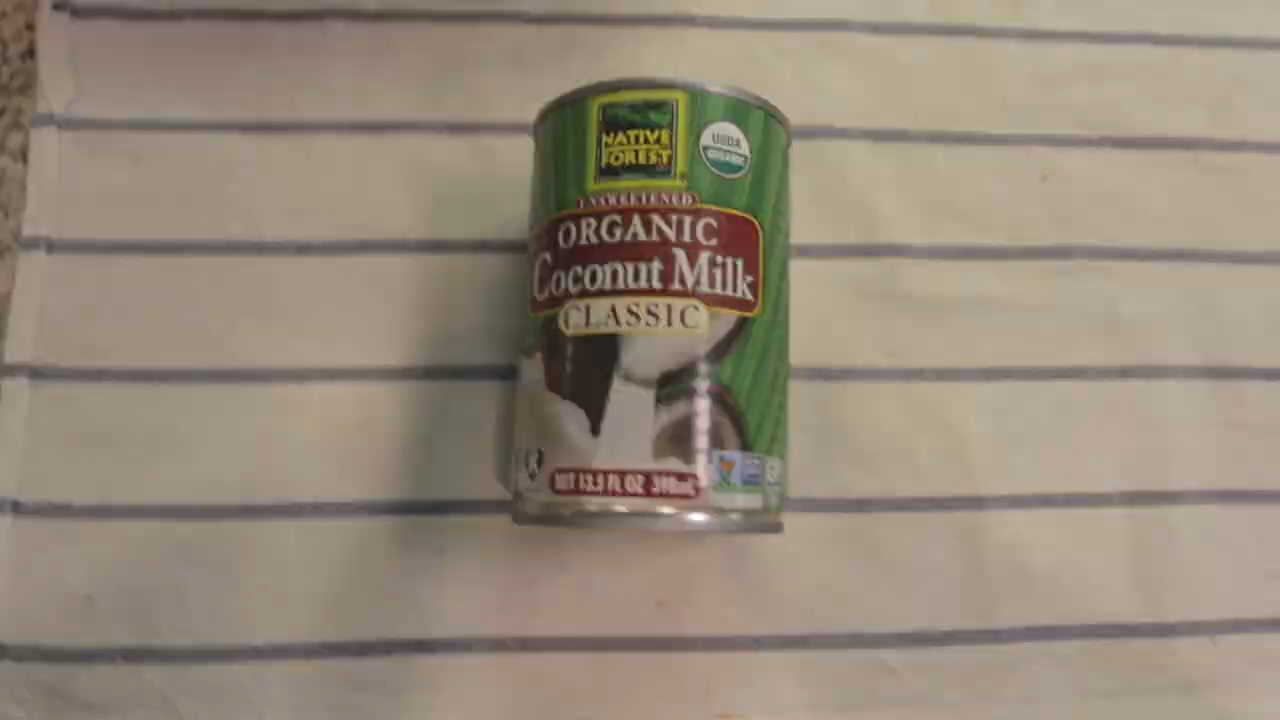 NATIVE
FOREST
USDA
ORGANIC
UNSWEETENED
ORGANIC
Coconut Milk
CLASSIC
NET 13.5 FL OZ